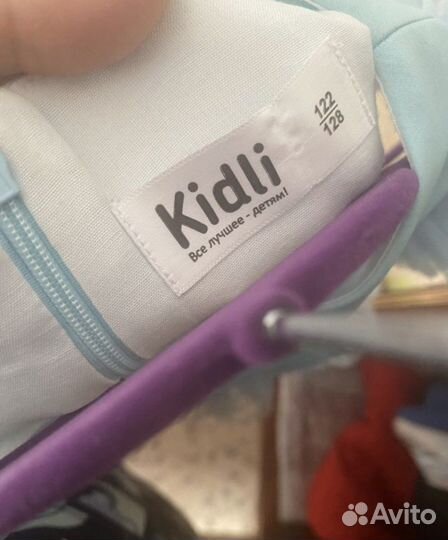 Kidli
Все лучшее - детям!
122
128
Avito